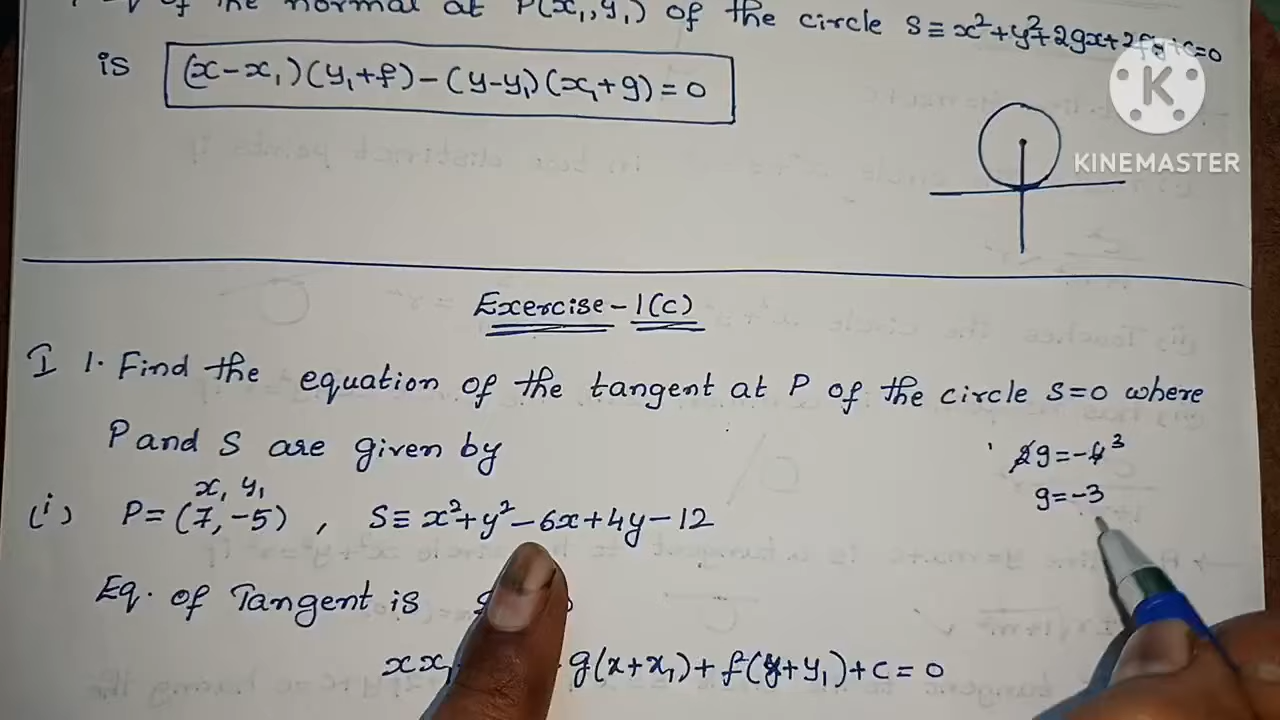 of the normal at P(x₁, y₁) of the circle S ≡ x²+y²+2gx+2fy+c=0
is (x-x₁)(y₁+f)-(y-y₁)(x₁+g)=0
K
KINEMASTER
Exercise-1(c)
I 1. Find the equation of the tangent at P of the circle S=0 where
P and S are given by
2g=-6 3
g=-3
x₁ y₁
(i) P=(7,-5), S≡ x²+y²-6x+4y-12
Eq. of Tangent is
xx₁ g(x+x₁)+f(y+y₁)+c=0